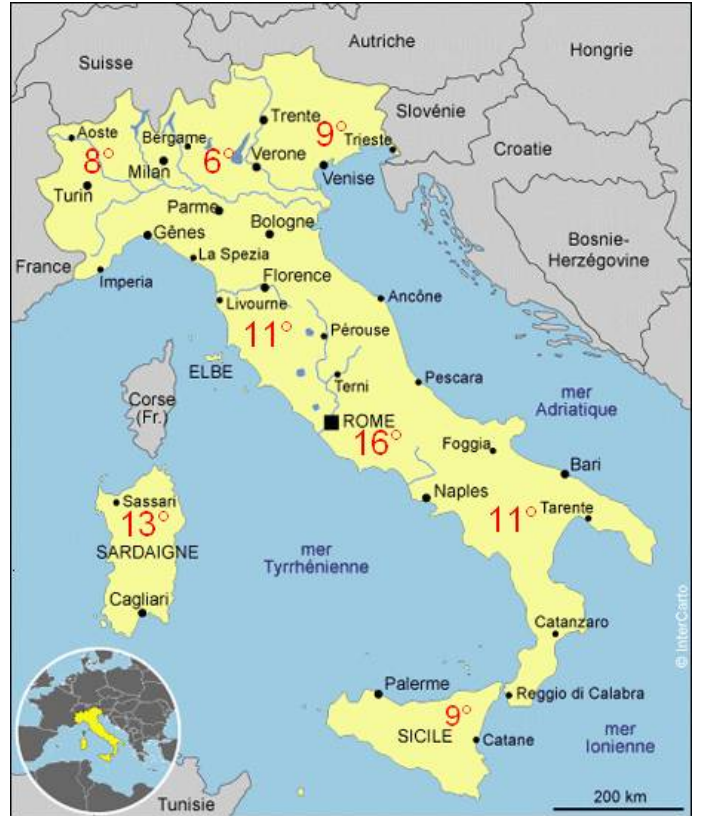 Autriche
Hongrie
Suisse
Slovénie
Croatie
Trente
Aoste
Bergame
9°
Trieste
8°
6°
Milan
Verone
Venise
Turin
Parme
Bologne
Gênes
La Spezia
Bosnie-
Herzégovine
France
Imperia
Florence
Livourne
Ancône
11°
Pérouse
ELBE
Terni
Pescara
Corse
(Fr.)
mer
Adriatique
ROME
16°
Foggia
Bari
Sassari
Naples
13°
11°
Tarente
SARDAIGNE
mer
Tyrrhénienne
Cagliari
Catanzaro
© InterCarto
Palerme
Reggio di Calabra
9°
SICILE
Catane
mer
Ionienne
Tunisie
200 km